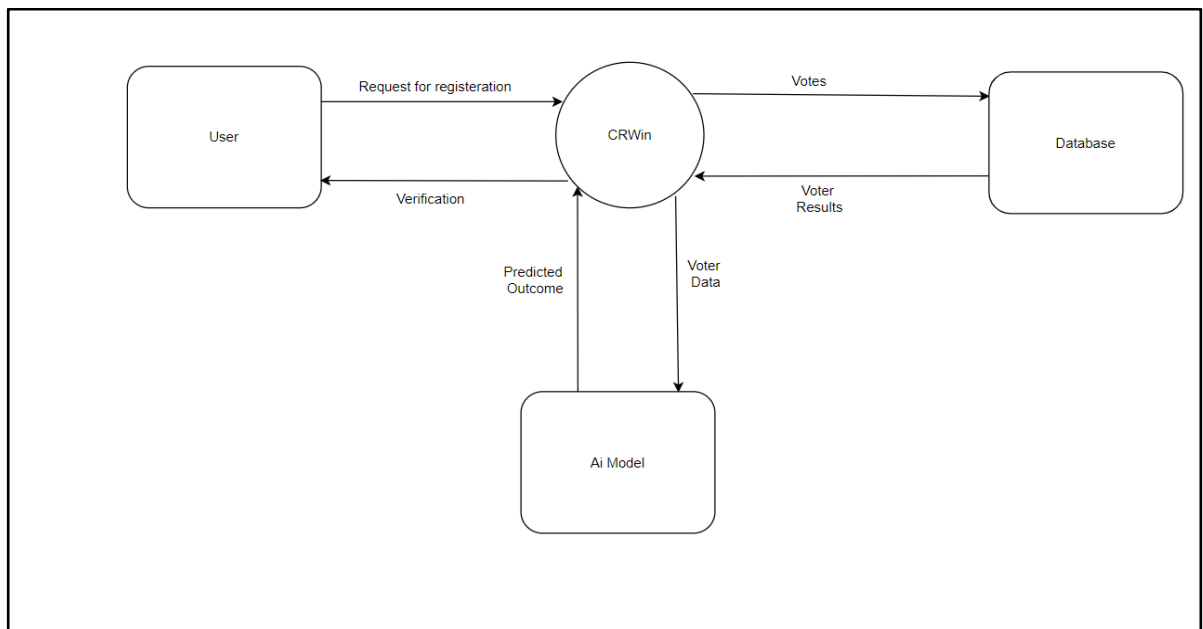 Request for registeration
Votes
User
CRWin
Database
Verification
Voter
Results
Predicted
Outcome
Voter
Data
Ai Model